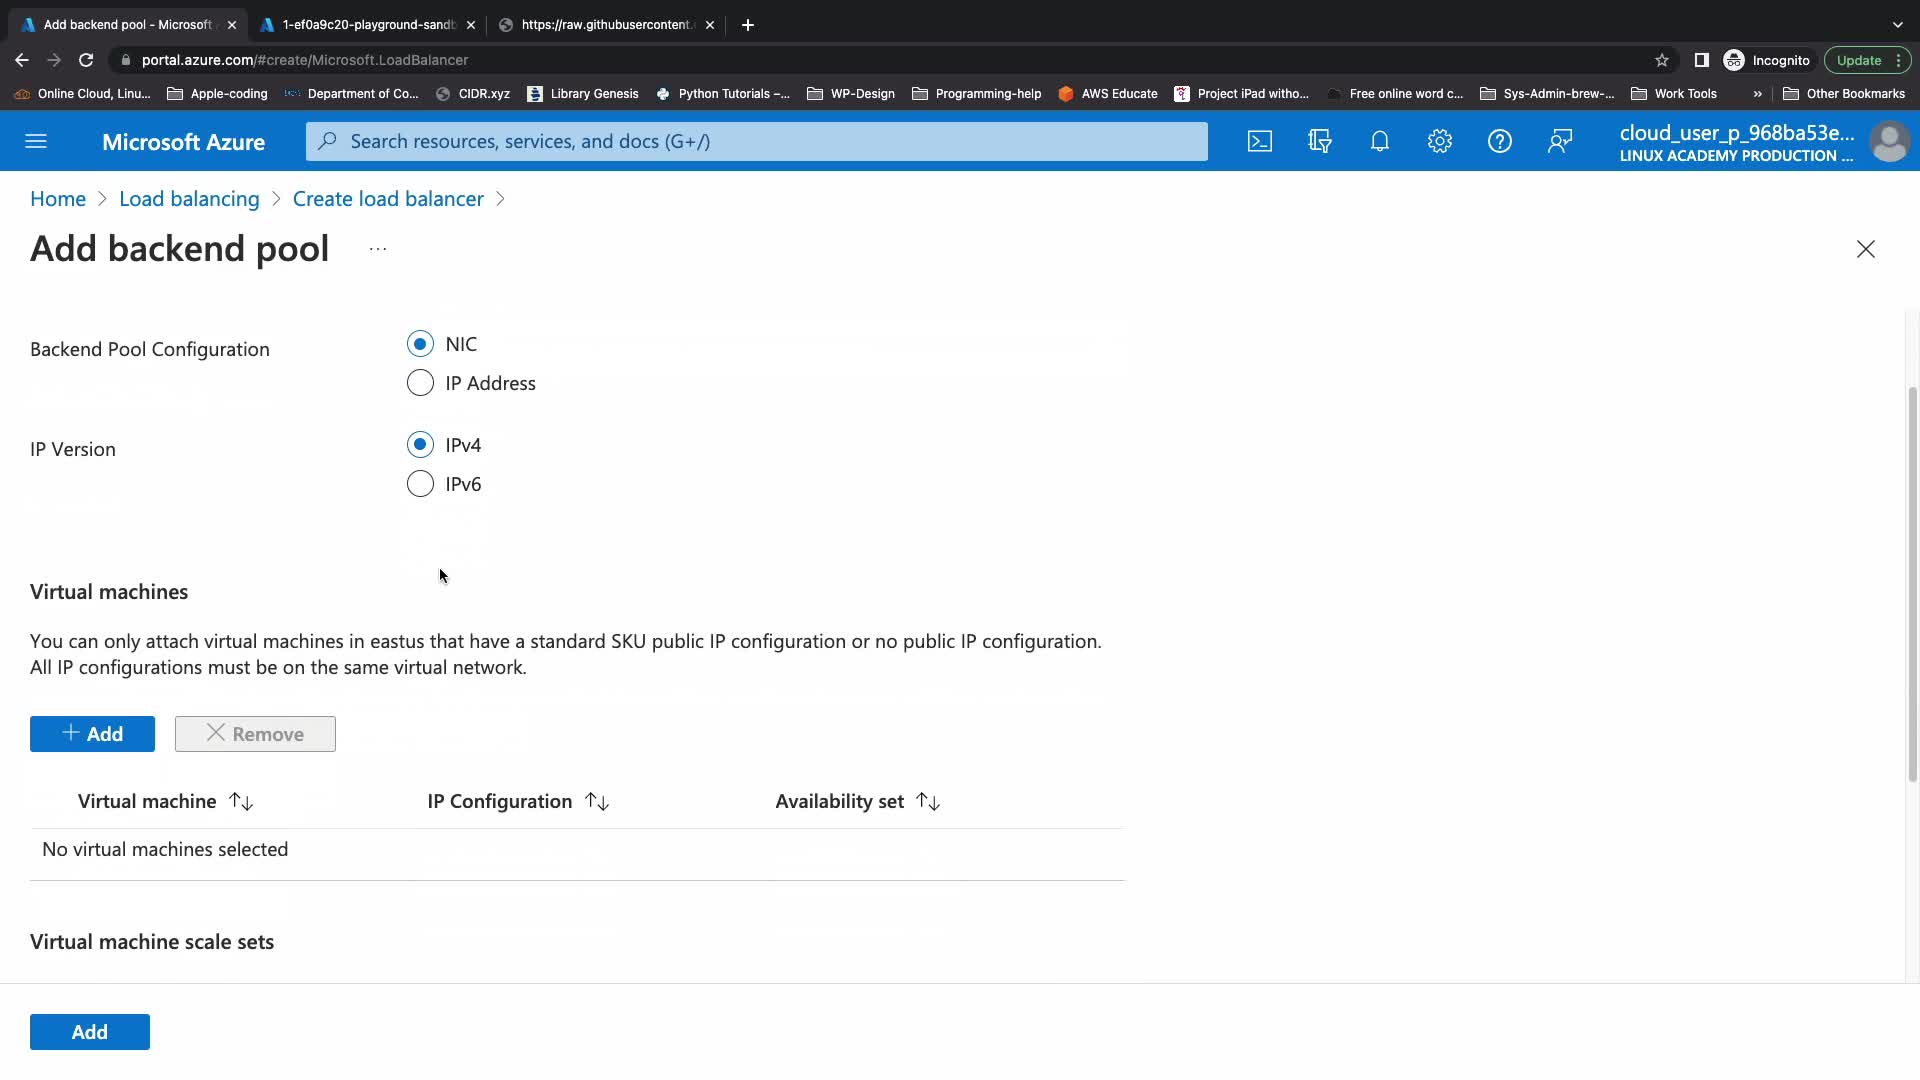 Add backend pool - Microsoft
1-ef0a9c20-playground-sandb
https://raw.githubusercontent.
portal.azure.com/#create/Microsoft.LoadBalancer
Incognito
Update
Online Cloud, Linu...
Apple-coding
Department of Co...
CIDR.xyz
Library Genesis
Python Tutorials –...
WP-Design
Programming-help
AWS Educate
Project iPad witho...
Free online word c...
Sys-Admin-brew-...
Work Tools
»
Other Bookmarks
Microsoft Azure
Search resources, services, and docs (G+/)
cloud_user_p_968ba53e...
LINUX ACADEMY PRODUCTION ...
Home > Load balancing > Create load balancer >
Add backend pool ...
Backend Pool Configuration
NIC
IP Address
IP Version
IPv4
IPv6
Virtual machines
You can only attach virtual machines in eastus that have a standard SKU public IP configuration or no public IP configuration.
All IP configurations must be on the same virtual network.
+ Add
Remove
Virtual machine ↑↓ IP Configuration ↑↓ Availability set ↑↓
No virtual machines selected
Virtual machine scale sets
Add